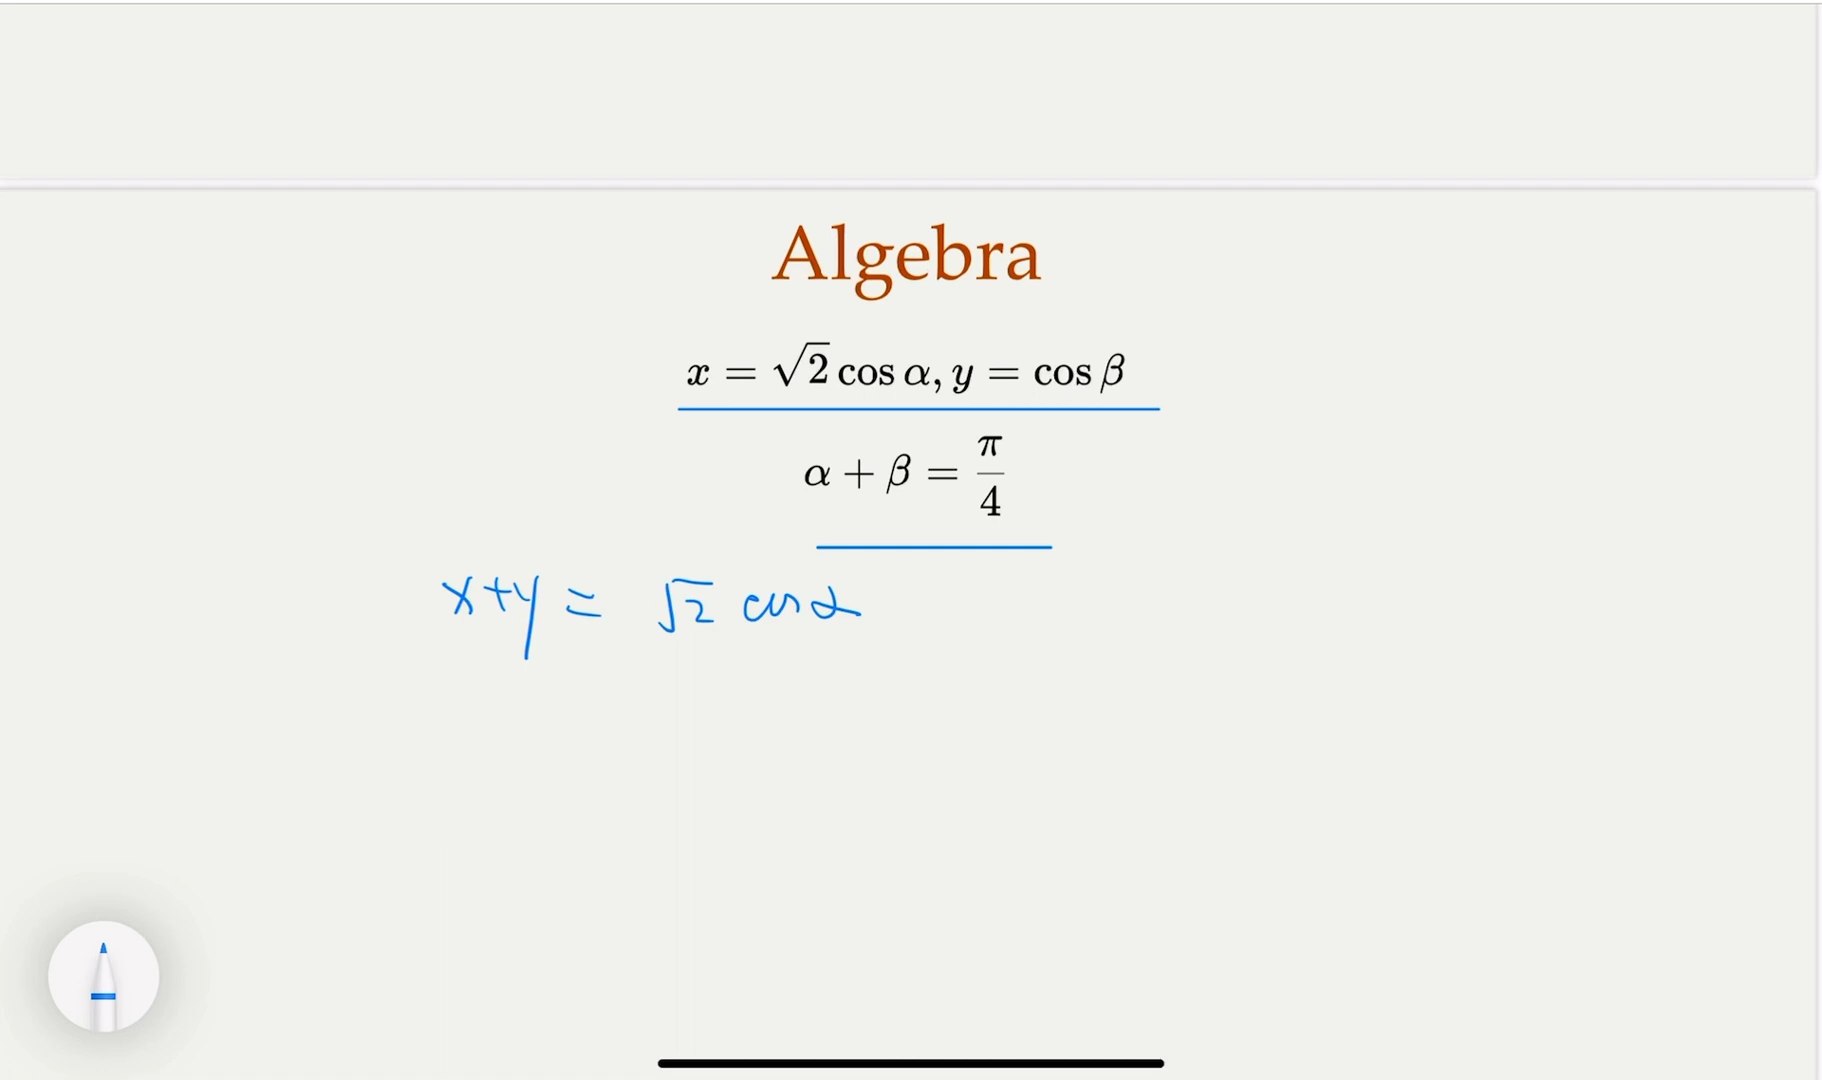 Algebra
x = √2 cos α, y = cos β
α + β = π/4
x+y = √2 cos α